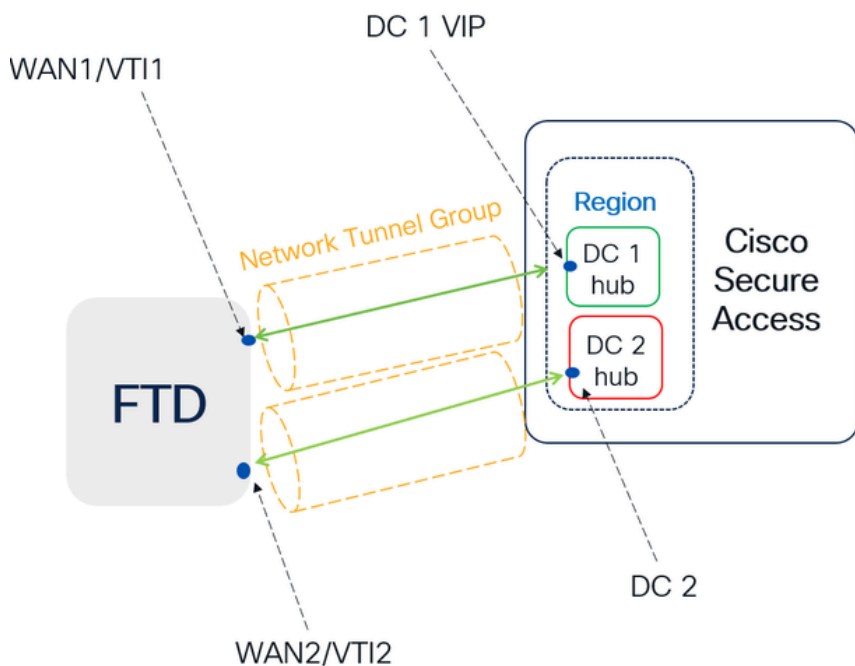 DC 1 VIP
WAN1/VTI1
Network Tunnel Group
Region
DC 1
hub
DC 2
hub
Cisco
Secure
Access
FTD
DC 2
WAN2/VTI2